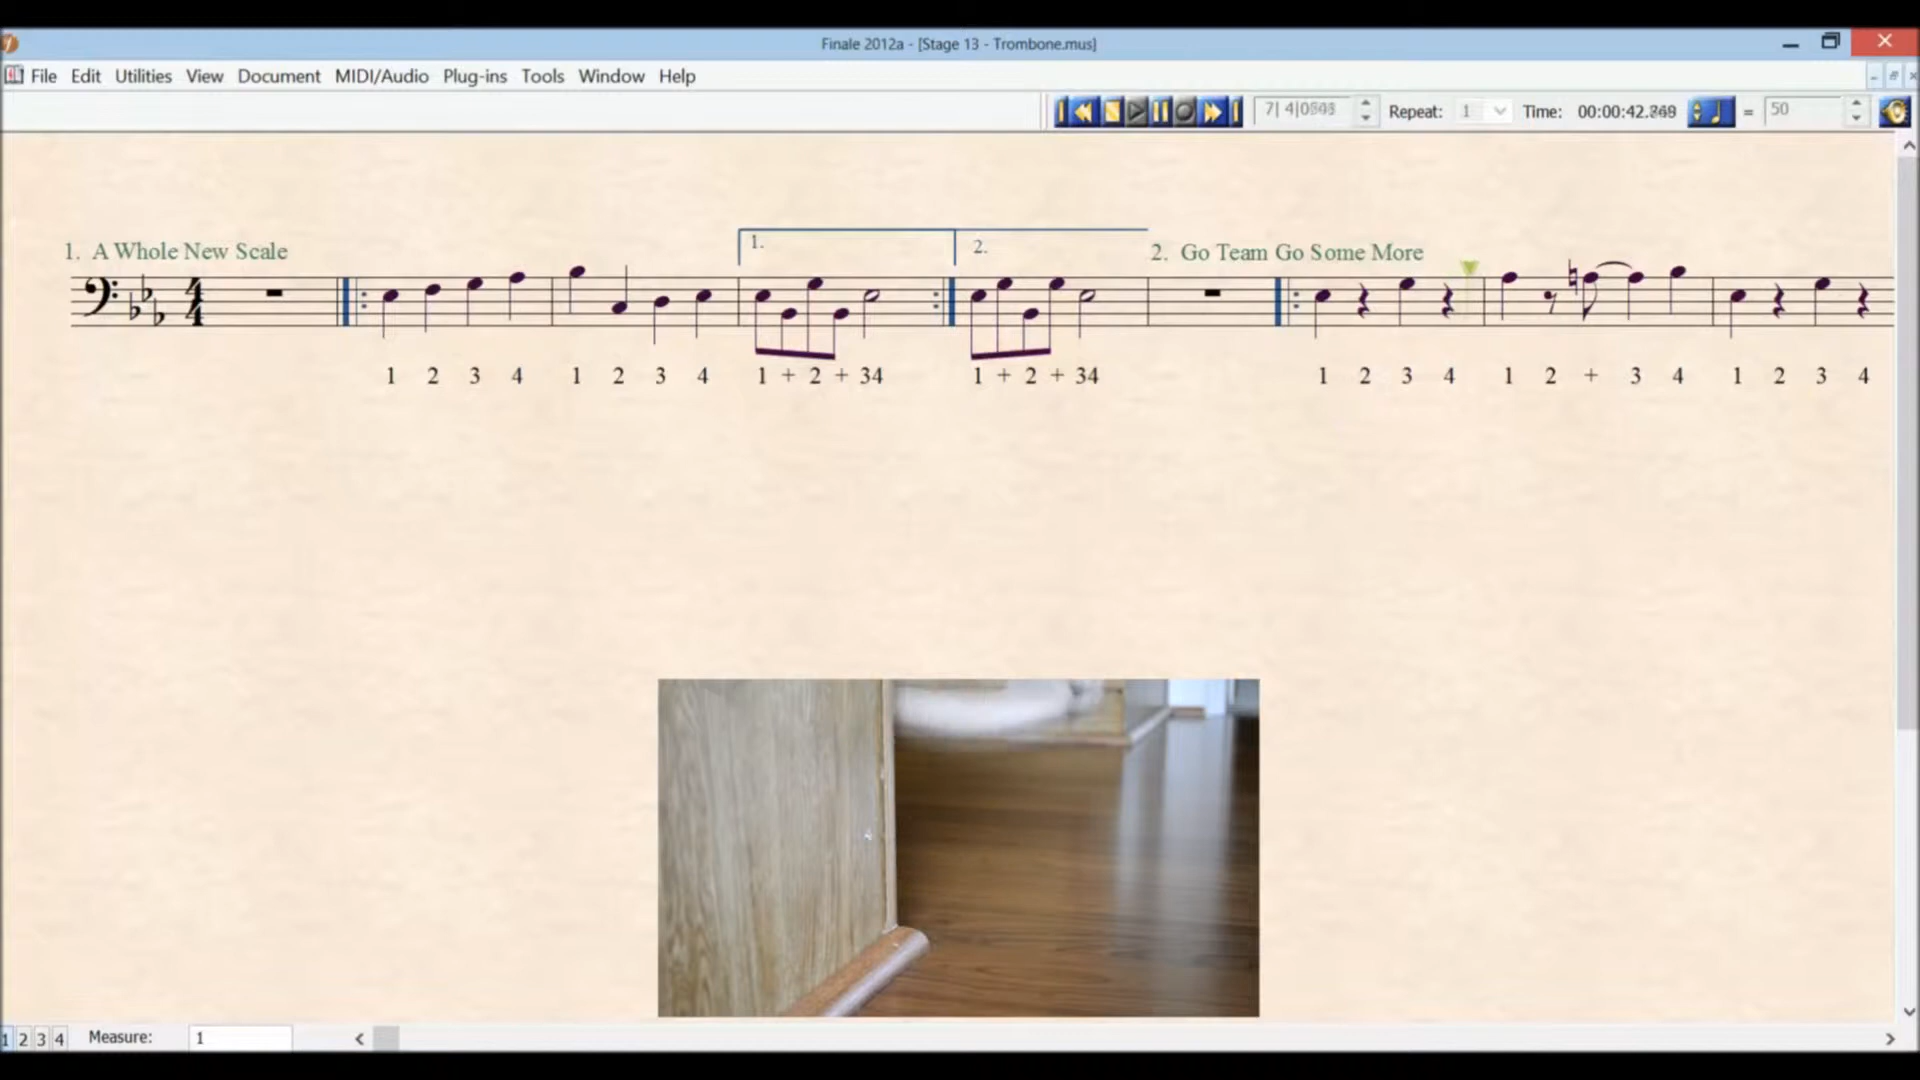 Finale 2012a - [Stage 13 - Trombone.mus]
File Edit Utilities View Document MIDI/Audio Plug-ins Tools Window Help
Repeat: 1 Time: = 50
1. 2.
1. A Whole New Scale 2. Go Team Go Some More
1 2 3 4 1 2 3 4 1 + 2 + 34 1 + 2 + 34 1 2 3 4 1 2 + 3 4 1 2 3 4
1 2 3 4 Measure: 1